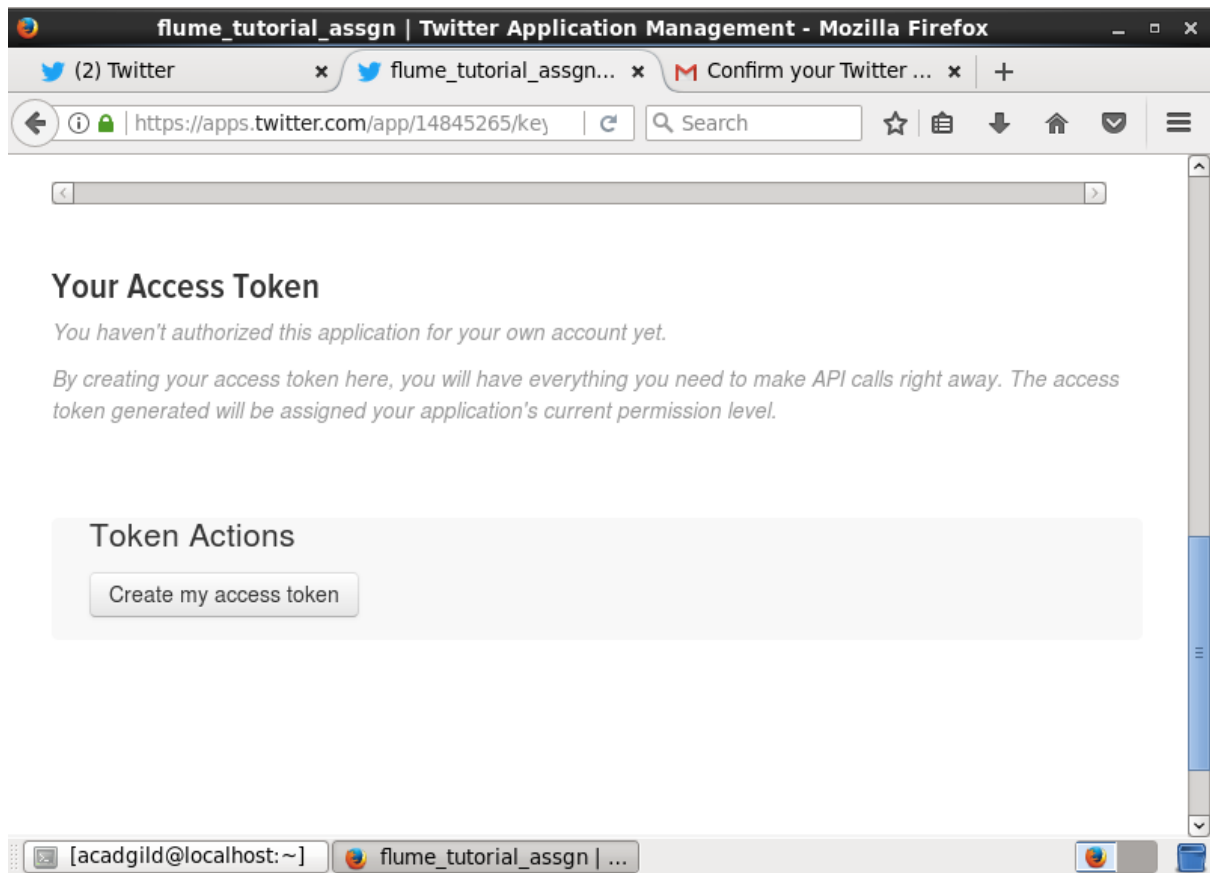 flume_tutorial_assgn | Twitter Application Management - Mozilla Firefox
(2) Twitter
flume_tutorial_assgn...
Confirm your Twitter ...
https://apps.twitter.com/app/14845265/key
Search
Your Access Token
You haven't authorized this application for your own account yet.
By creating your access token here, you will have everything you need to make API calls right away. The access
token generated will be assigned your application's current permission level.
Token Actions
Create my access token
[acadgild@localhost:~]
flume_tutorial_assgn | ...